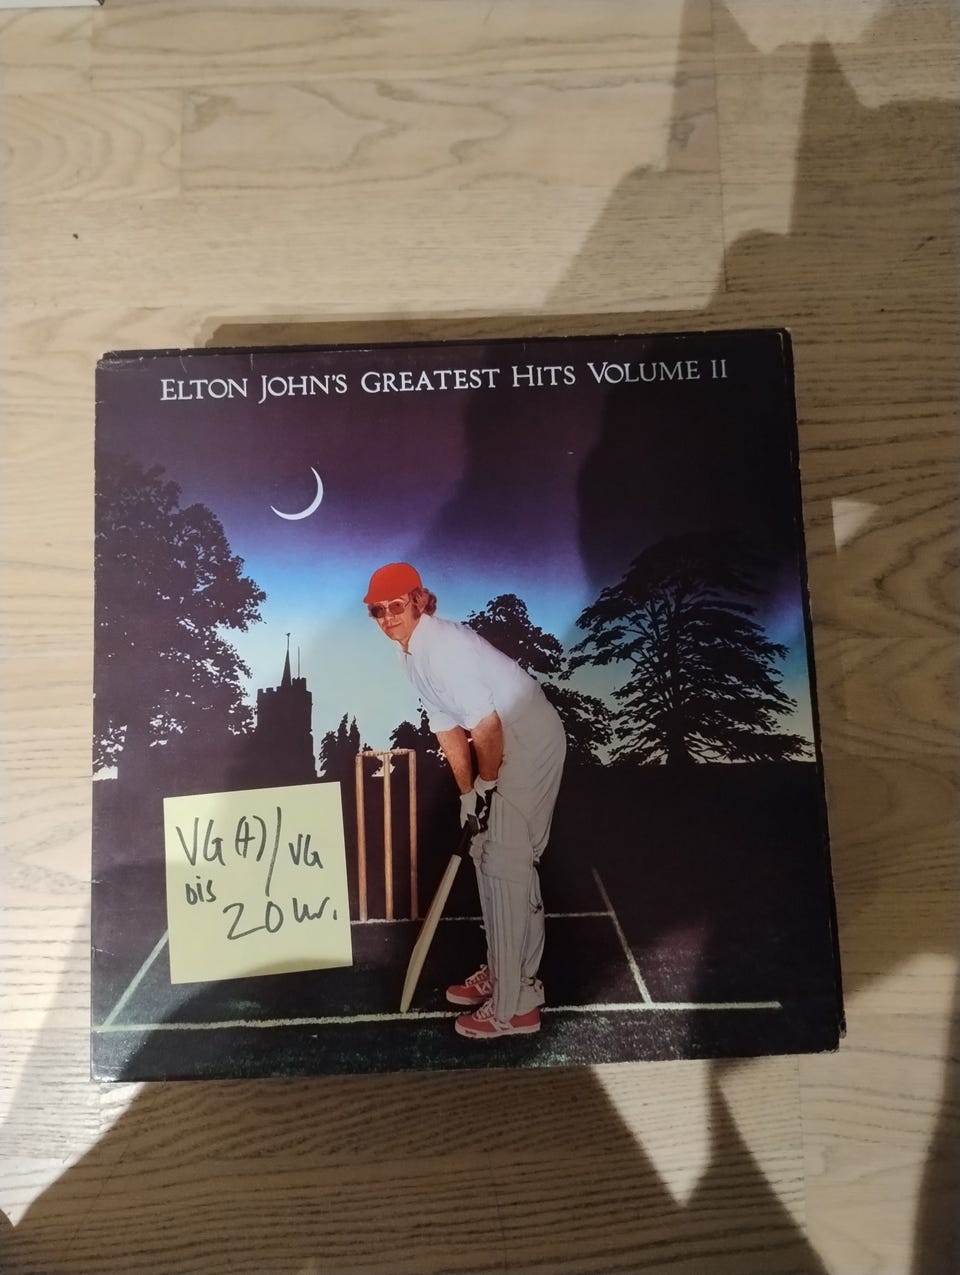 ELTON JOHN'S GREATEST HITS VOLUME II
VG(+)/VG
OIS
20 kr.